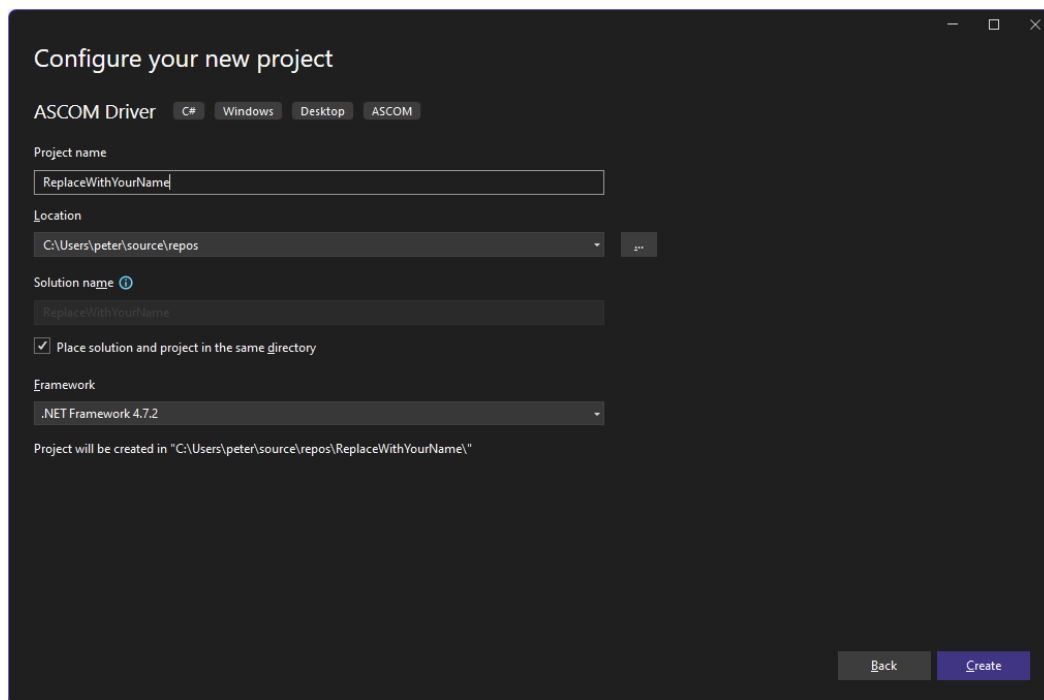 Configure your new project
ASCOM Driver C# Windows Desktop ASCOM
Project name
ReplaceWithYourName
Location
C:\Users\peter\source\repos
...
Solution name
ReplaceWithYourName
Place solution and project in the same directory
Framework
.NET Framework 4.7.2
Project will be created in "C:\Users\peter\source\repos\ReplaceWithYourName\"
Back Create